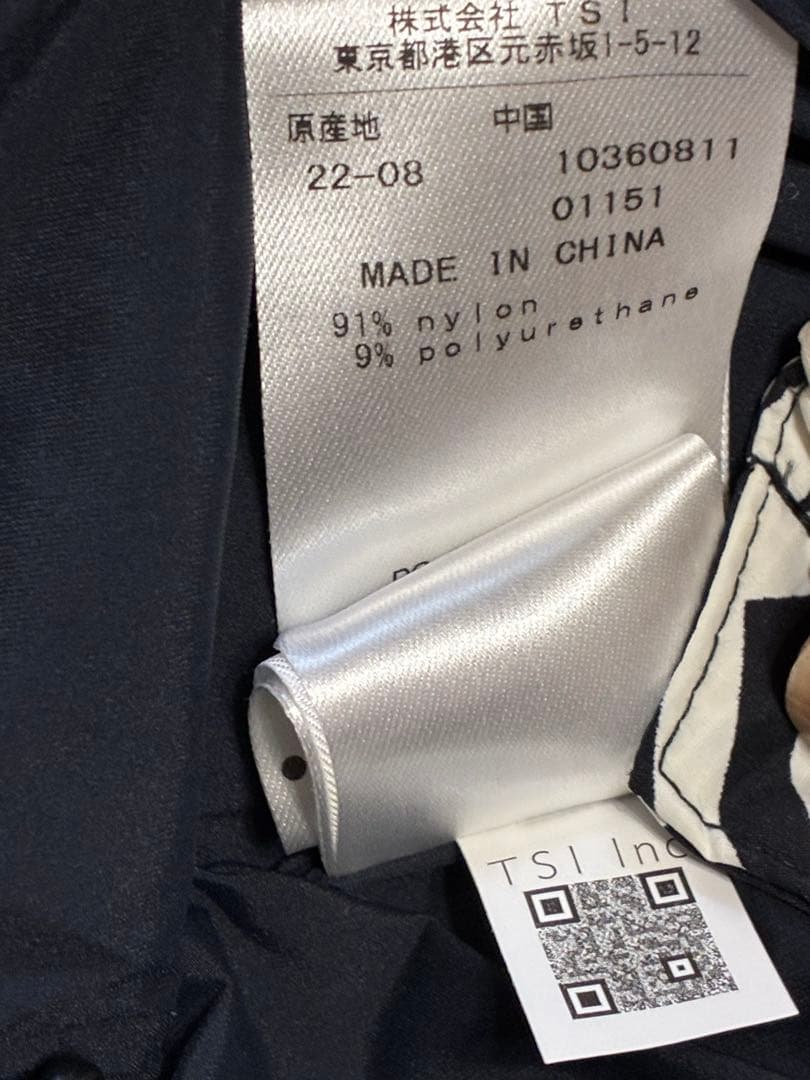 株式会社 TSI
東京都港区元赤坂1-5-12
原産地 中国
22-08 10360811
01151
MADE IN CHINA
91% nylon
9% polyurethane
TSI Inc